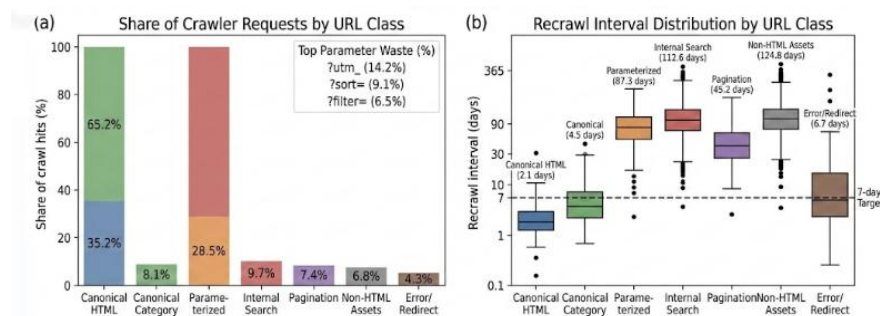 (a) Share of Crawler Requests by URL Class
Share of crawl hits (%)
100
80
60
40
20
0
65.2%
35.2%
8.1%
28.5%
9.7%
7.4%
6.8%
4.3%
Top Parameter Waste (%)
?utm_ (14.2%)
?sort= (9.1%)
?filter= (6.5%)
Canonical
HTML
Canonical
Category
Parame-
terized
Internal
Search
Pagination
Non-HTML
Assets
Error/
Redirect
(b) Recrawl Interval Distribution by URL Class
Recrawl interval (days)
365
90
30
10
7
1
0.1
Canonical HTML
(2.1 days)
Canonical
(4.5 days)
Parameterized
(87.3 days)
Internal Search
(112.6 days)
Pagination
(45.2 days)
Non-HTML Assets
(124.8 days)
Error/Redirect
(6.7 days)
7-day
Target
Canonical
HTML
Canonical
Category
Parame-
terized
Internal
Search
Pagination
Non-HTML
Assets
Error/
Redirect